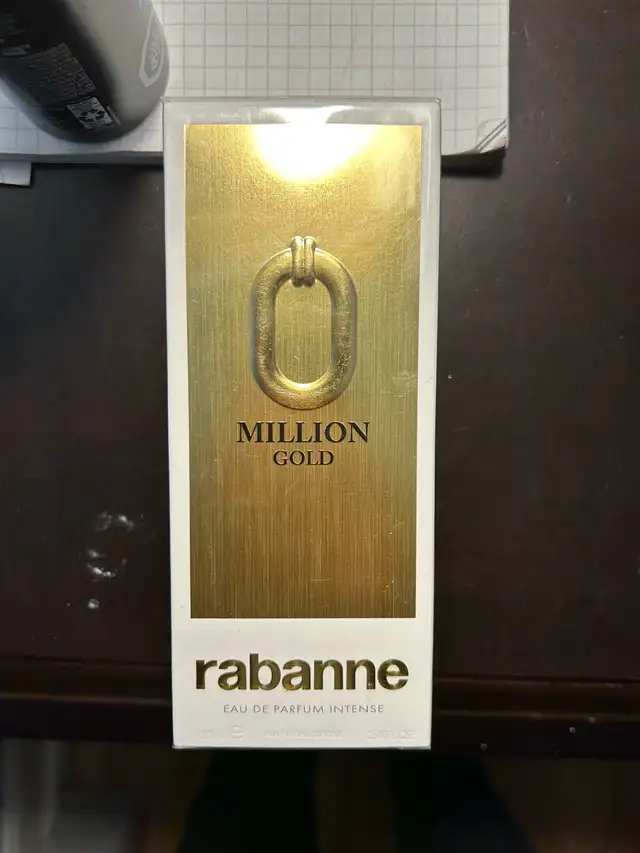 MILLION
GOLD
rabanne
EAU DE PARFUM INTENSE